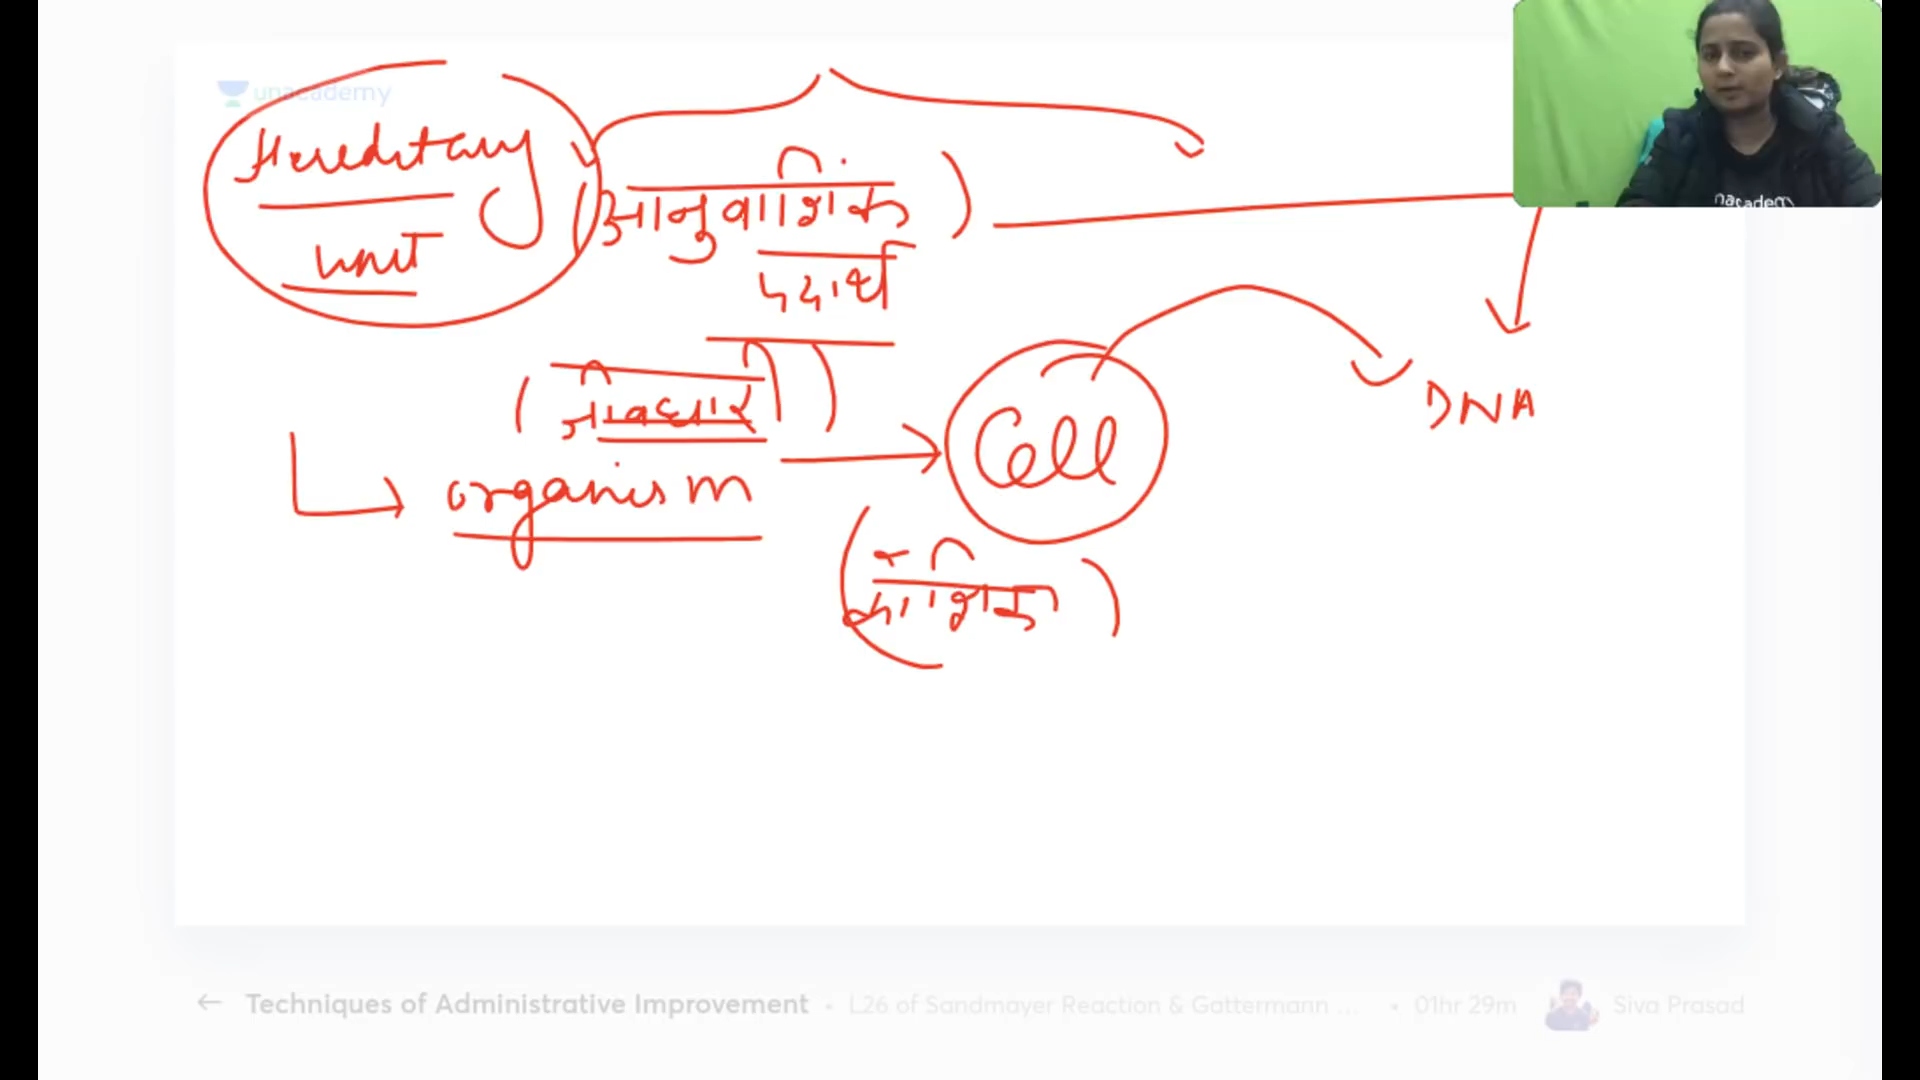 unacademy
Hereditary
unit
(आनुवांशिक)
पदार्थ
(जीवधारी)
organism
Cell
DNA
(कोशिका)
unacademy
← Techniques of Administrative Improvement • L26 of Sandmayer Reaction & Gattermann ... • 01hr 29m Siva Prasad